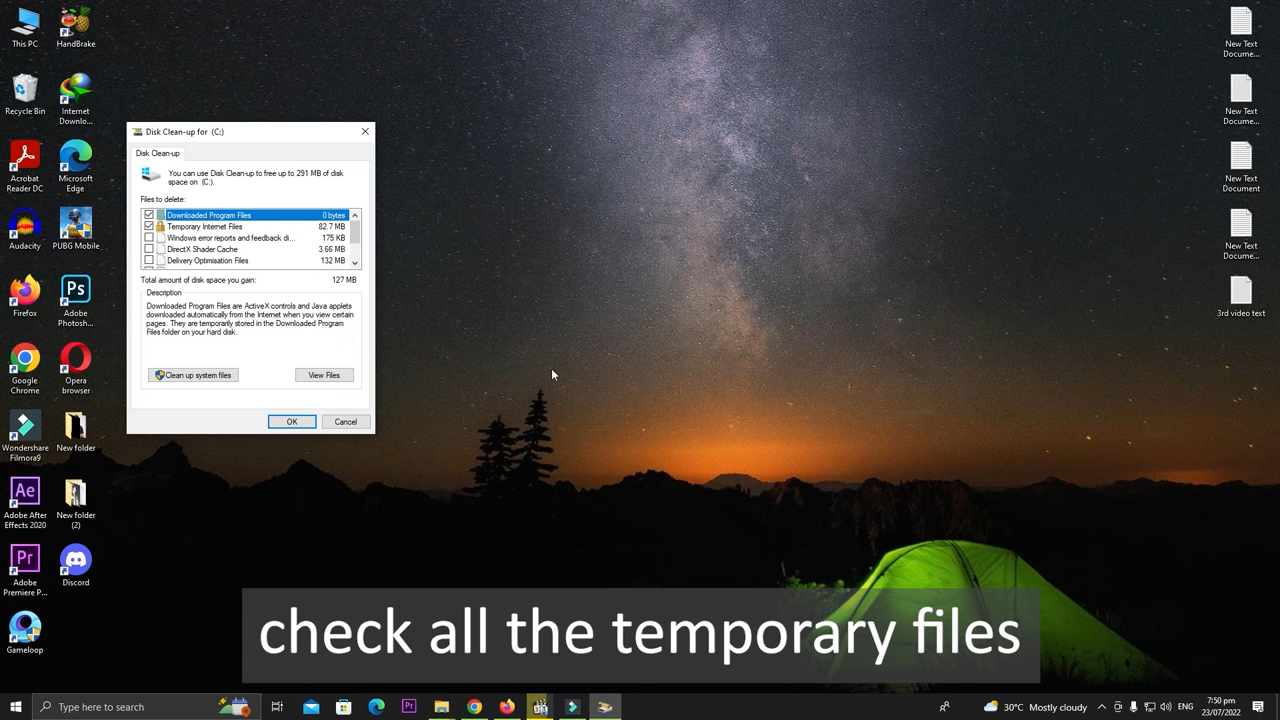 This PC
HandBrake
Recycle Bin
Internet
Downlo...
Acrobat
Reader DC
Microsoft
Edge
Audacity
PUBG Mobile
Firefox
Adobe
Photosh...
Google
Chrome
Opera
browser
Wondershare
Filmora9
New folder
Adobe After
Effects 2020
New folder
(2)
Adobe
Premiere P...
Discord
Gameloop
Disk Clean-up for (C:)
Disk Clean-up
You can use Disk Clean-up to free up to 291 MB of disk
space on (C:).
Files to delete:
Downloaded Program Files 0 bytes
Temporary Internet Files 82.7 MB
Windows error reports and feedback di... 175 KB
DirectX Shader Cache 3.66 MB
Delivery Optimisation Files 132 MB
Total amount of disk space you gain: 127 MB
Description
Downloaded Program Files are ActiveX controls and Java applets
downloaded automatically from the Internet when you view certain
pages. They are temporarily stored in the Downloaded Program
Files folder on your hard disk.
Clean up system files
View Files
OK
Cancel
New Text
Docume...
New Text
Docume...
New Text
Document
New Text
Docume...
3rd video text
check all the temporary files
Type here to search
30°C Mostly cloudy
ENG
7:50 pm
23/07/2022